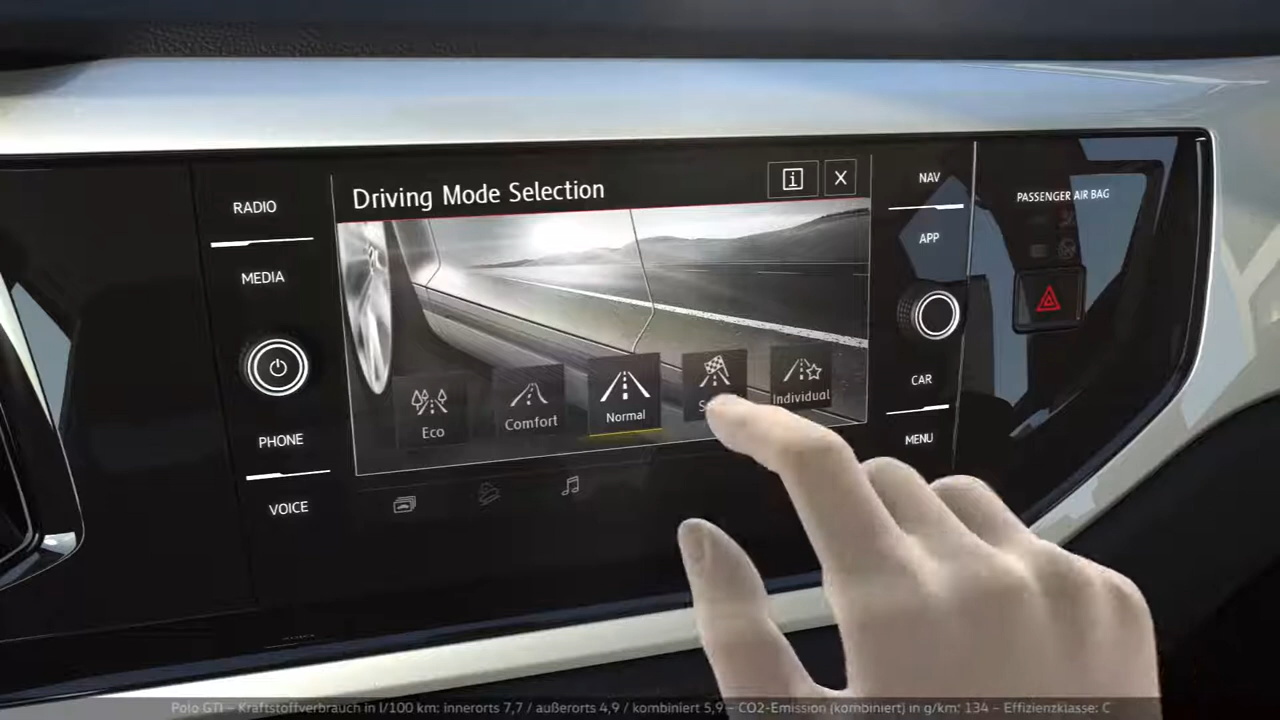 RADIO
MEDIA
PHONE
VOICE
Driving Mode Selection
i
X
Eco
Comfort
Normal
Individual
NAV
APP
CAR
MENU
PASSENGER AIR BAG
Polo GTI – Kraftstoffverbrauch in l/100 km: innerorts 7,7 / außerorts 4,9 / kombiniert 5,9 – CO2-Emission (kombiniert) in g/km: 134 – Effizienzklasse: C